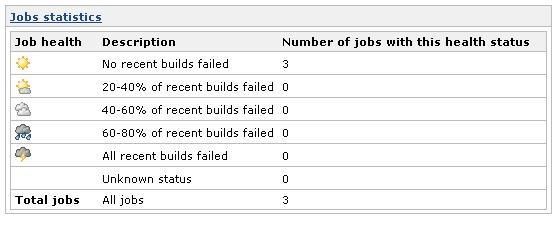 Jobs statistics
Job health Description Number of jobs with this health status
No recent builds failed 3
20-40% of recent builds failed 0
40-60% of recent builds failed 0
60-80% of recent builds failed 0
All recent builds failed 0
Unknown status 0
Total jobs All jobs 3